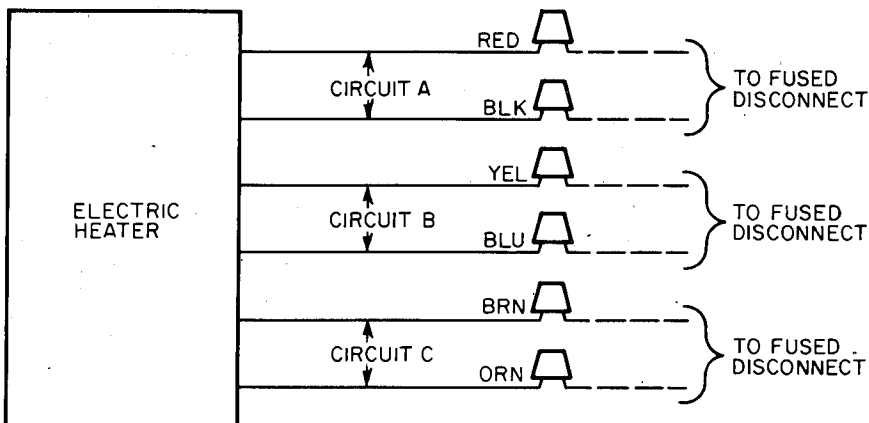 RED
CIRCUIT A
BLK
TO FUSED
DISCONNECT
YEL
ELECTRIC
HEATER
CIRCUIT B
BLU
TO FUSED
DISCONNECT
BRN
CIRCUIT C
ORN
TO FUSED
DISCONNECT